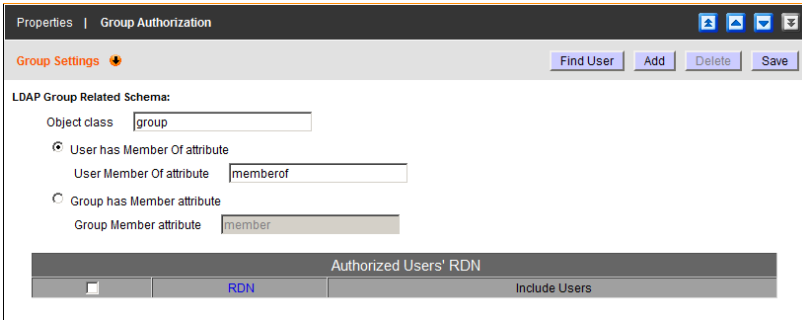 Properties | Group Authorization
Group Settings
Find User Add Delete Save
LDAP Group Related Schema:
Object class group
User has Member Of attribute
User Member Of attribute memberof
Group has Member attribute
Group Member attribute member
Authorized Users' RDN
RDN Include Users